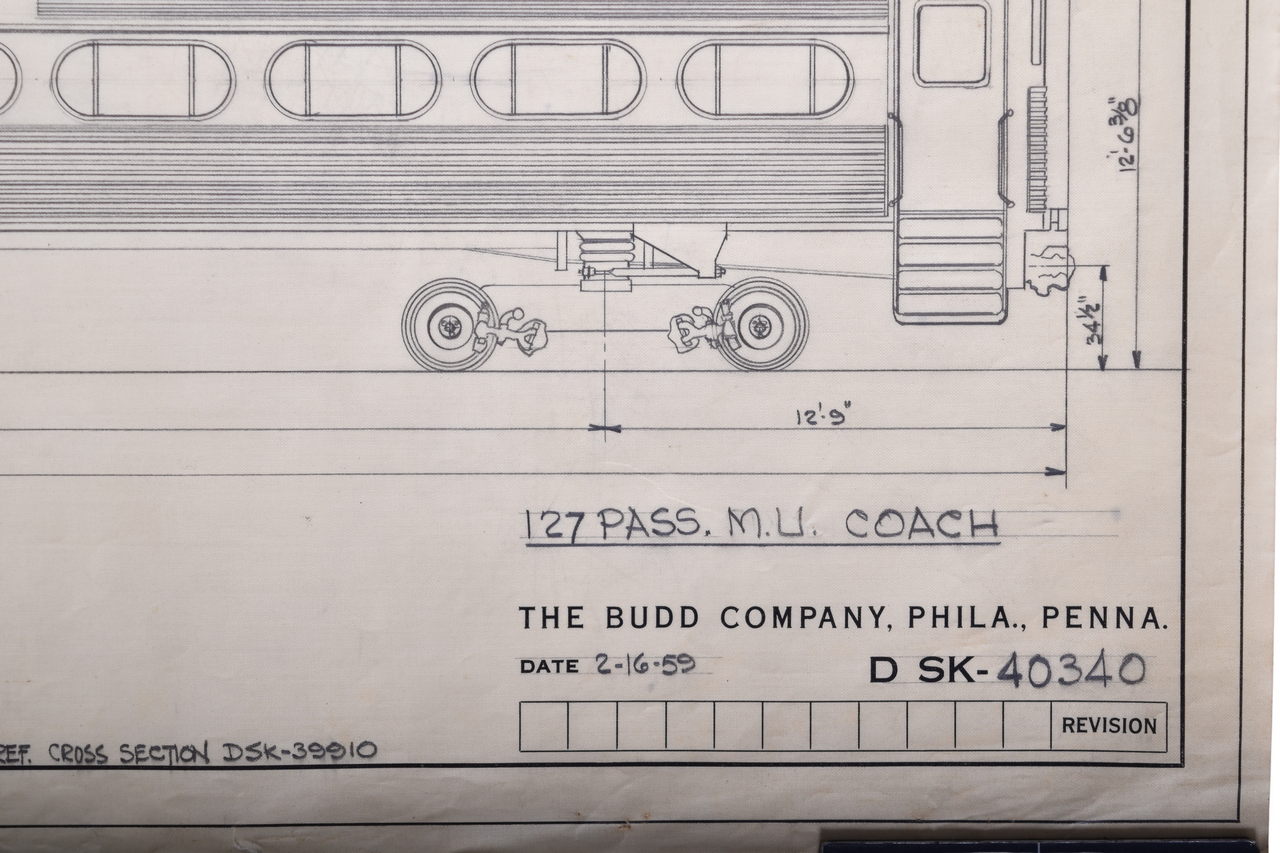 12'-6 3/8"
34 1/2"
12'-9"
127 PASS. M.U. COACH
THE BUDD COMPANY, PHILA., PENNA.
DATE 2-16-59 D SK-40340
REVISION
REF. CROSS SECTION DSK-39910